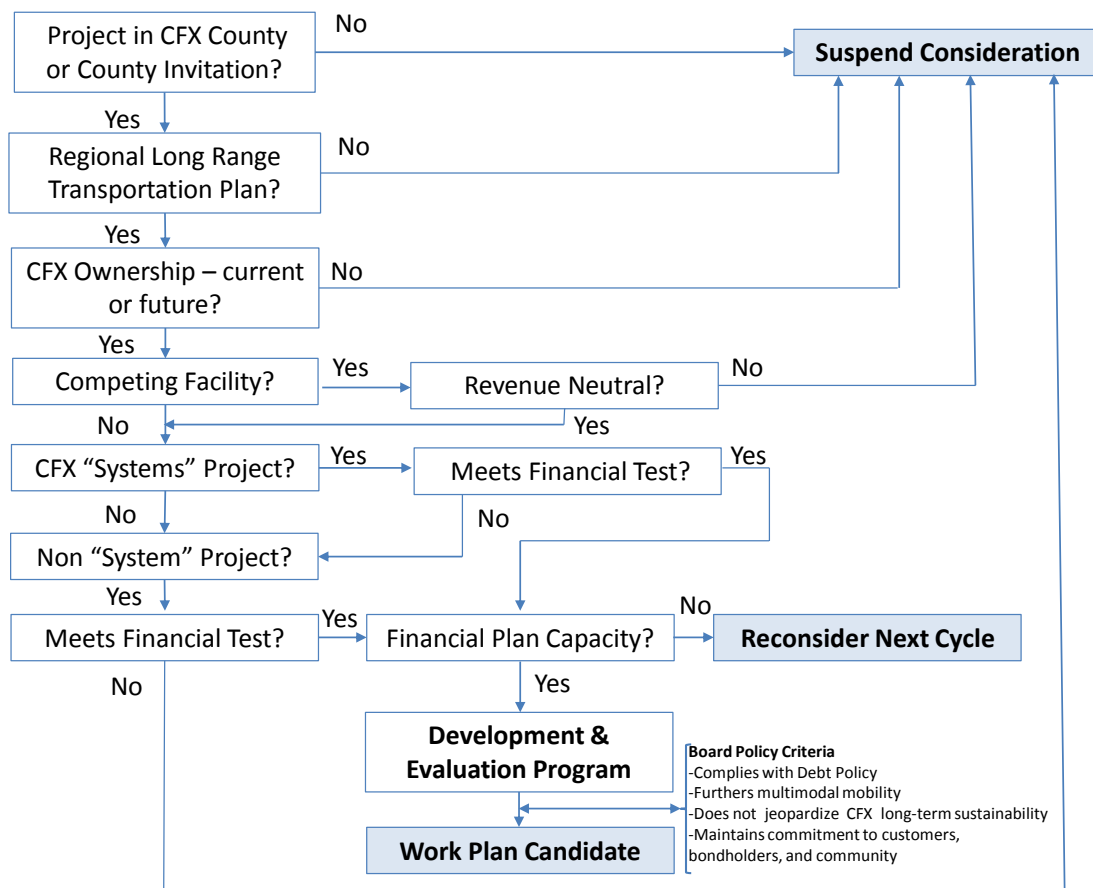 Project in CFX County
or County Invitation?
No
Suspend Consideration
Yes
Regional Long Range
Transportation Plan?
No
Yes
CFX Ownership – current
or future?
No
Yes
Competing Facility?
Yes
Revenue Neutral?
No
No
Yes
CFX “Systems” Project?
Yes
Meets Financial Test?
Yes
No
No
Non “System” Project?
Yes
Meets Financial Test?
Yes
Financial Plan Capacity?
No
Reconsider Next Cycle
No
Yes
Development &
Evaluation Program
Board Policy Criteria
-Complies with Debt Policy
-Furthers multimodal mobility
-Does not jeopardize CFX long-term sustainability
-Maintains commitment to customers,
bondholders, and community
Work Plan Candidate